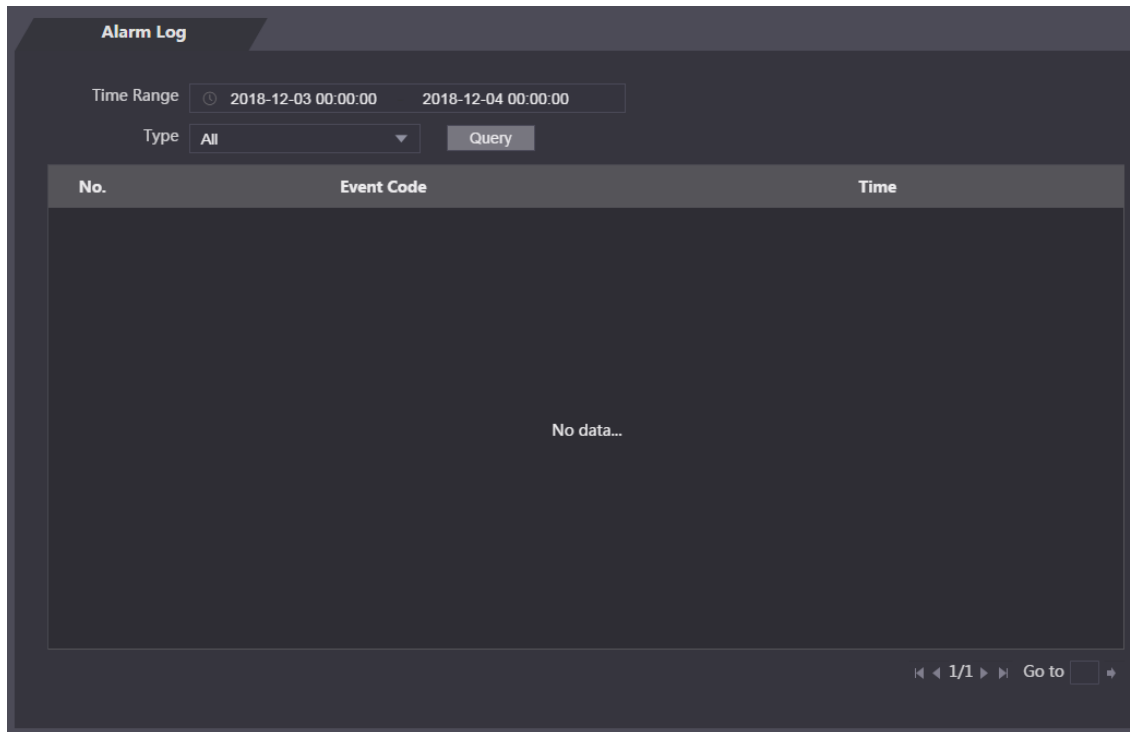 Alarm Log
Time Range 2018-12-03 00:00:00 2018-12-04 00:00:00
Type All Query
No. Event Code Time
No data...
1/1 Go to